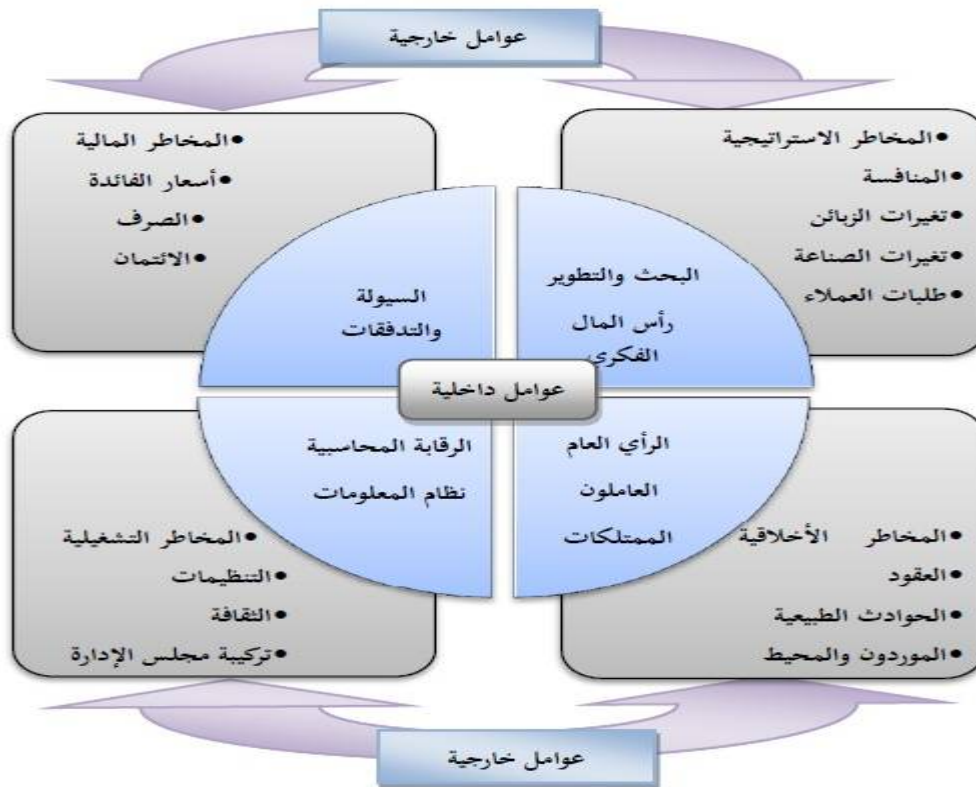 عوامل خارجية
•المخاطر الاستراتيجية
•المنافسة
•تغيرات الزبائن
•تغيرات الصناعة
•طلبات العملاء
•المخاطر المالية
•أسعار الفائدة
•الصرف
•الائتمان
البحث والتطوير
رأس المال
الفكري
السيولة
والتدفقات
عوامل داخلية
الرأي العام
العاملون
الممتلكات
الرقابة المحاسبية
نظام المعلومات
•المخاطر الأخلاقية
•العقود
•الحوادث الطبيعية
•الموردون والمحيط
•المخاطر التشغيلية
•التنظيمات
•الثقافة
•تركيبة مجلس الإدارة
عوامل خارجية